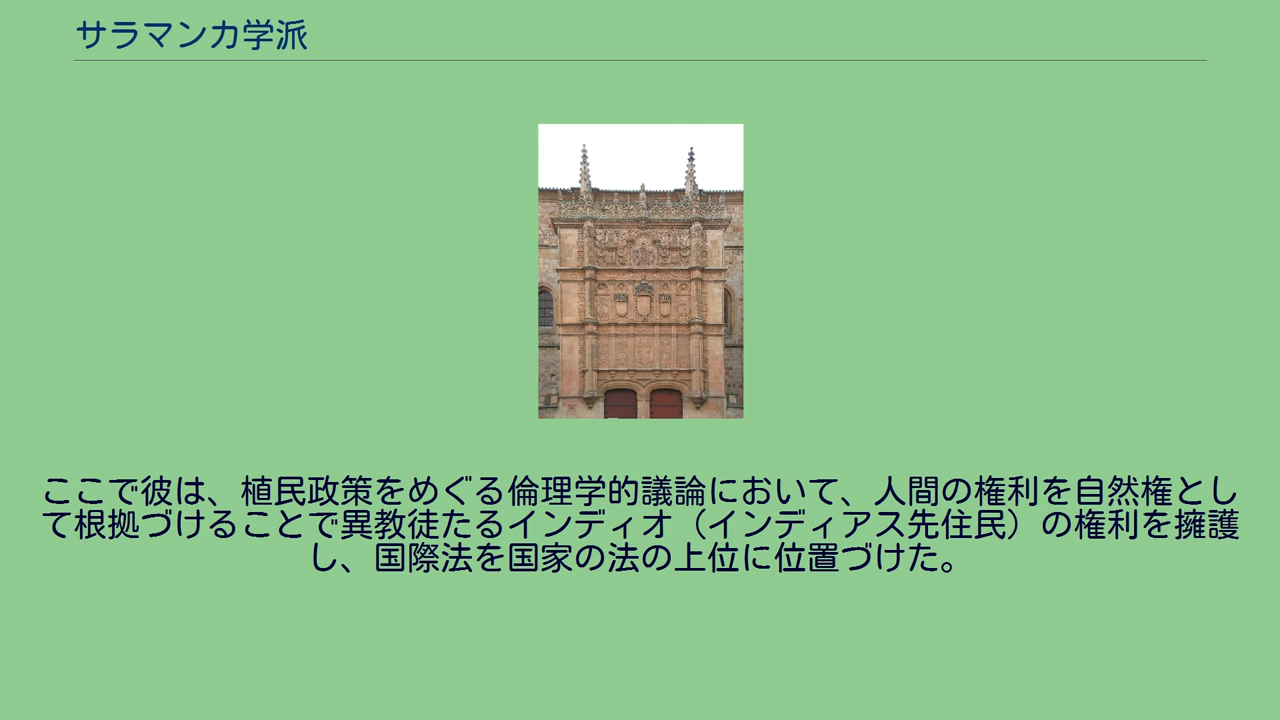 サラマンカ学派
ここで彼は、植民政策をめぐる倫理学的議論において、人間の権利を自然権とし
て根拠づけることで異教徒たるインディオ（インディアス先住民）の権利を擁護
し、国際法を国家の法の上位に位置づけた。